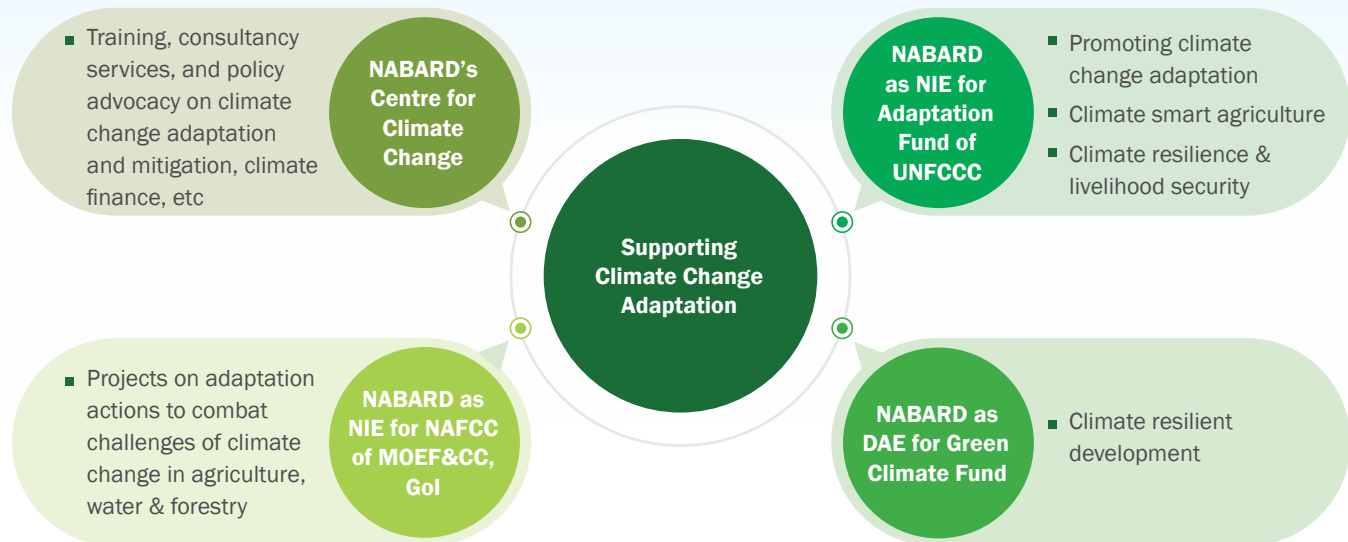 Training, consultancy
services, and policy
advocacy on climate
change adaptation
and mitigation, climate
finance, etc
NABARD’s
Centre for
Climate
Change
NABARD
as NIE for
Adaptation
Fund of
UNFCCC
Promoting climate
change adaptation
Climate smart agriculture
Climate resilience &
livelihood security
Supporting
Climate Change
Adaptation
Projects on adaptation
actions to combat
challenges of climate
change in agriculture,
water & forestry
NABARD as
NIE for NAFCC
of MOEF&CC,
GoI
NABARD as
DAE for Green
Climate Fund
Climate resilient
development